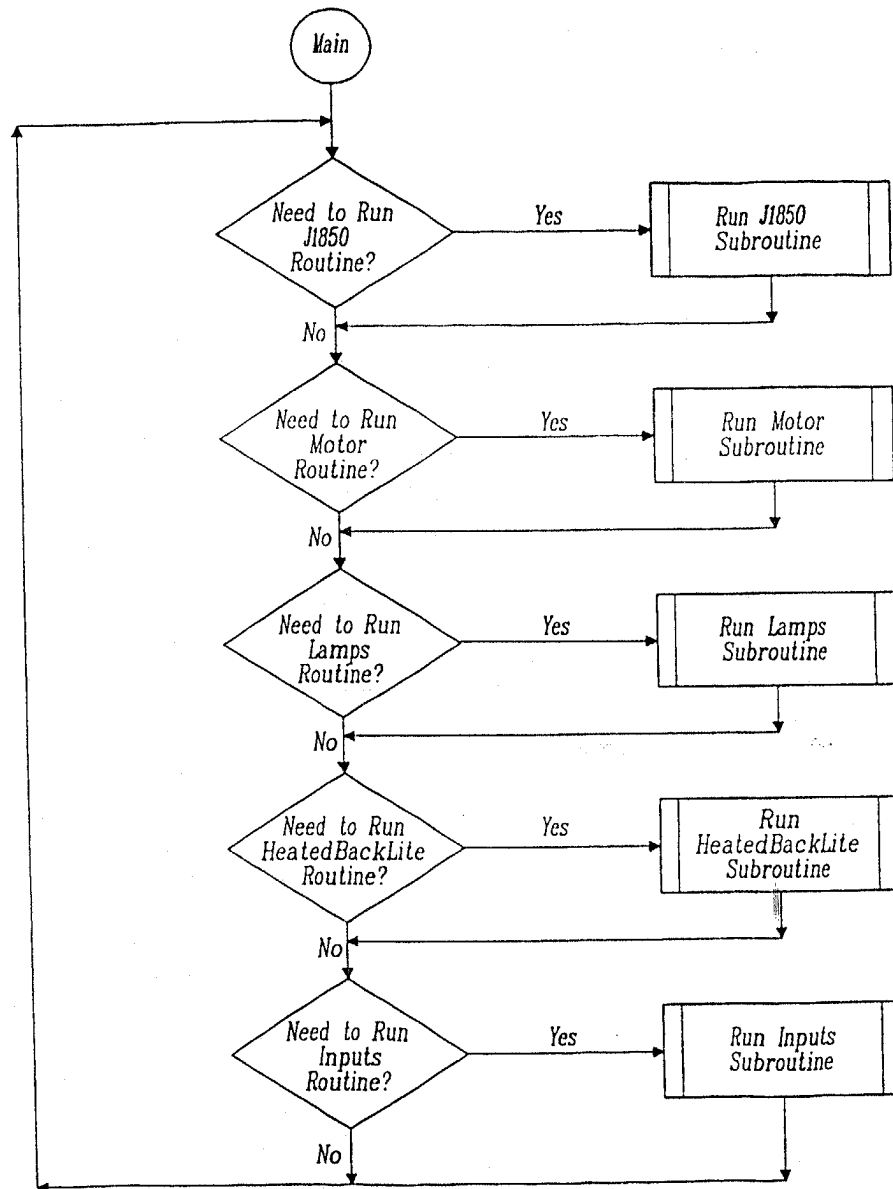 Main
Need to Run
J1850
Routine?
Yes
Run J1850
Subroutine
No
Need to Run
Motor
Routine?
Yes
Run Motor
Subroutine
No
Need to Run
Lamps
Routine?
Yes
Run Lamps
Subroutine
No
Need to Run
HeatedBackLite
Routine?
Yes
Run
HeatedBackLite
Subroutine
No
Need to Run
Inputs
Routine?
Yes
Run Inputs
Subroutine
No